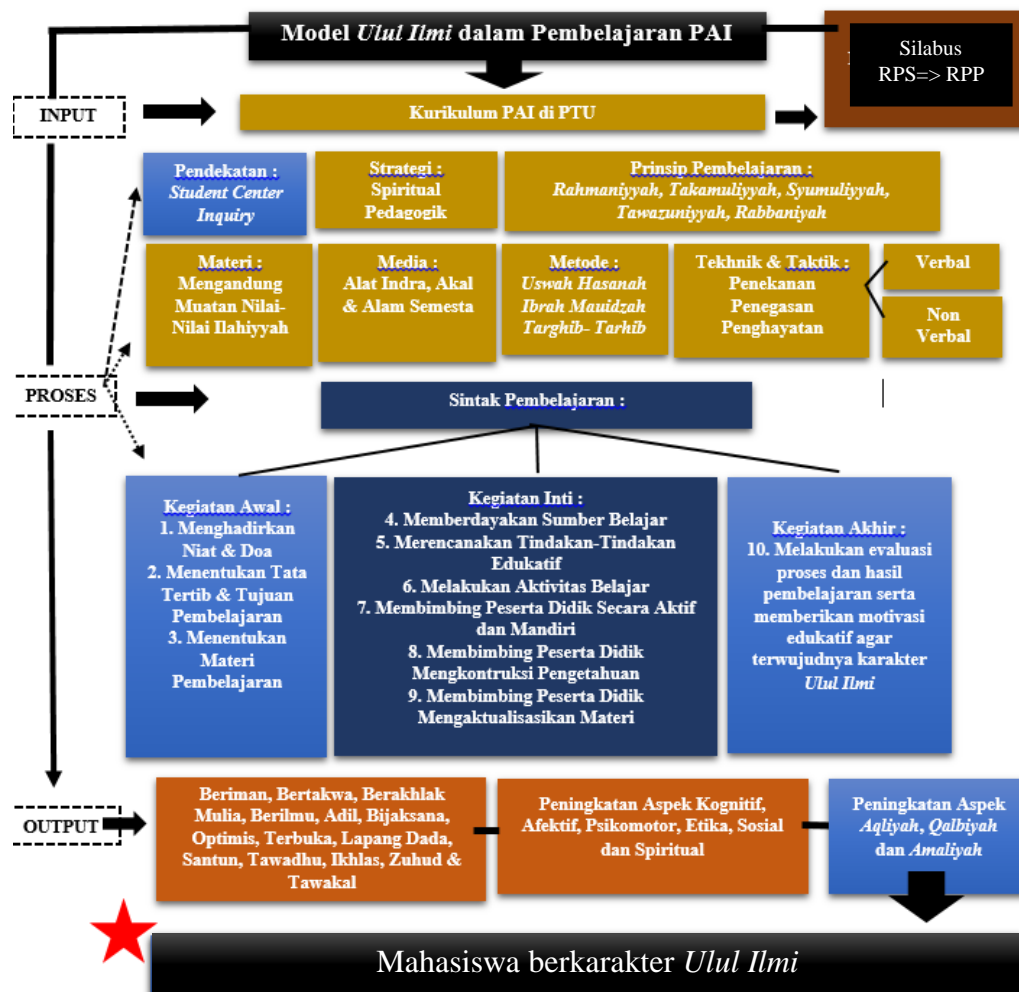 Model Ulul Ilmi dalam Pembelajaran PAI
Silabus
RPS=> RPP
INPUT
Kurikulum PAI di PTU
Pendekatan :
Student Center
Inquiry
Strategi :
Spiritual
Pedagogik
Prinsip Pembelajaran :
Rahmaniyyah, Takamuliyyah, Syumuliyyah,
Tawazuniyyah, Rabbaniyah
Materi :
Mengandung
Muatan Nilai-
Nilai Ilahiyyah
Media :
Alat Indra, Akal
& Alam Semesta
Metode :
Uswah Hasanah
Ibrah Mauidzah
Targhib- Tarhib
Tekhnik & Taktik :
Penekanan
Penegasan
Penghayatan
Verbal
Non
Verbal
PROSES
Sintak Pembelajaran :
Kegiatan Awal :
1. Menghadirkan
Niat & Doa
2. Menentukan Tata
Tertib & Tujuan
Pembelajaran
3. Menentukan
Materi
Pembelajaran
Kegiatan Inti :
4. Memberdayakan Sumber Belajar
5. Merencanakan Tindakan-Tindakan
Edukatif
6. Melakukan Aktivitas Belajar
7. Membimbing Peserta Didik Secara Aktif
dan Mandiri
8. Membimbing Peserta Didik
Mengkontruksi Pengetahuan
9. Membimbing Peserta Didik
Mengaktualisasikan Materi
Kegiatan Akhir :
10. Melakukan evaluasi
proses dan hasil
pembelajaran serta
memberikan motivasi
edukatif agar
terwujudnya karakter
Ulul Ilmi
OUTPUT
Beriman, Bertakwa, Berakhlak
Mulia, Berilmu, Adil, Bijaksana,
Optimis, Terbuka, Lapang Dada,
Santun, Tawadhu, Ikhlas, Zuhud &
Tawakal
Peningkatan Aspek Kognitif,
Afektif, Psikomotor, Etika, Sosial
dan Spiritual
Peningkatan Aspek
Aqliyah, Qalbiyah
dan Amaliyah
Mahasiswa berkarakter Ulul Ilmi